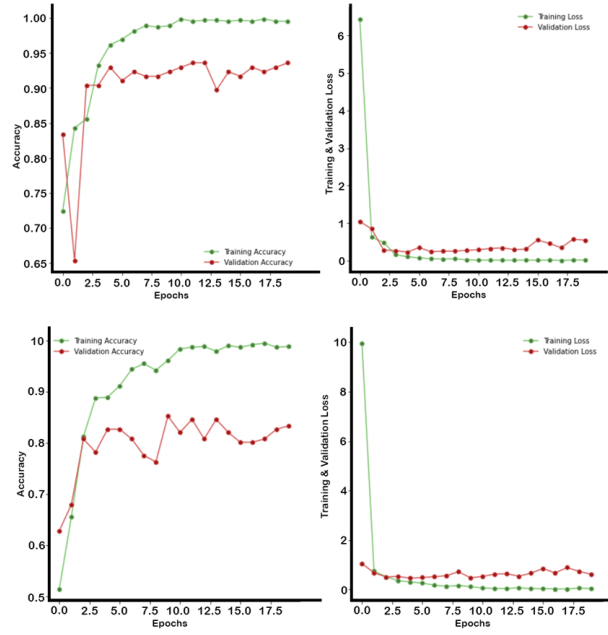 1.00
0.95
0.90
0.85
0.80
0.75
0.70
0.65
Accuracy
Training Accuracy
Validation Accuracy
0.0 2.5 5.0 7.5 10.0 12.5 15.0 17.5
Epochs
Training Loss
Validation Loss
6
5
4
3
2
1
0
Training & Validation Loss
0.0 2.5 5.0 7.5 10.0 12.5 15.0 17.5
Epochs
Training Accuracy
Validation Accuracy
10
0.9
0.8
0.7
0.6
0.5
Accuracy
0.0 2.5 5.0 7.5 10.0 12.5 15.0 17.5
Epochs
Training Loss
Validation Loss
10
8
6
4
2
0
Training & Validation Loss
0.0 2.5 5.0 7.5 10.0 12.5 15.0 17.5
Epochs